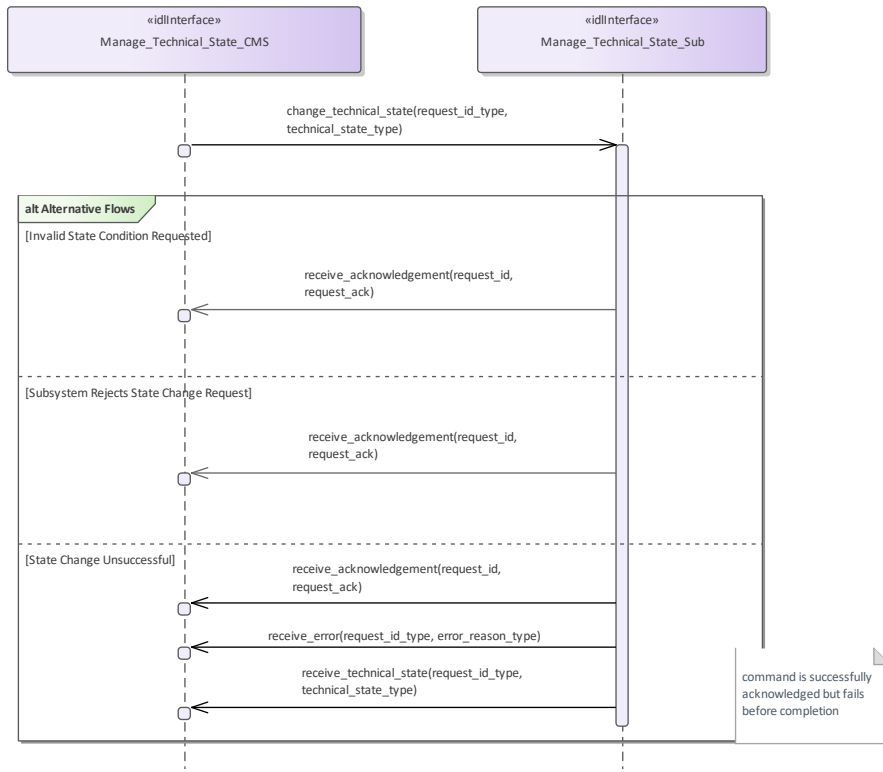 «idlInterface»
Manage_Technical_State_CMS
«idlInterface»
Manage_Technical_State_Sub
change_technical_state(request_id_type,
technical_state_type)
alt Alternative Flows
[Invalid State Condition Requested]
receive_acknowledgement(request_id,
request_ack)
[Subsystem Rejects State Change Request]
receive_acknowledgement(request_id,
request_ack)
[State Change Unsuccessful]
receive_acknowledgement(request_id,
request_ack)
receive_error(request_id_type, error_reason_type)
receive_technical_state(request_id_type,
technical_state_type)
command is successfully
acknowledged but fails
before completion